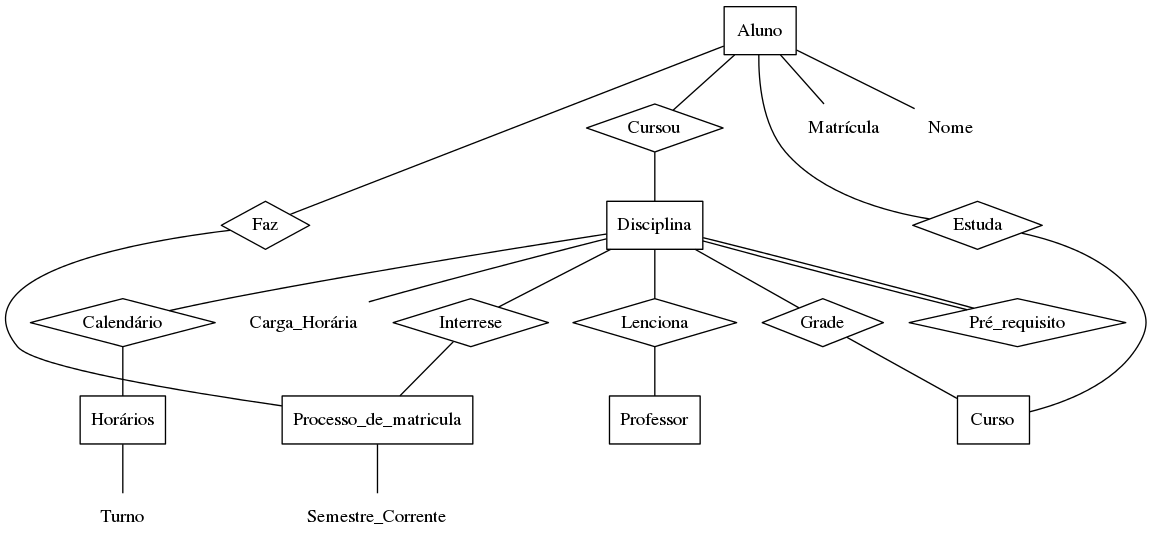 Aluno
Cursou
Matrícula
Nome
Faz
Disciplina
Estuda
Calendário
Carga_Horária
Interrese
Lenciona
Grade
Pré_requisito
Horários
Processo_de_matricula
Professor
Curso
Turno
Semestre_Corrente